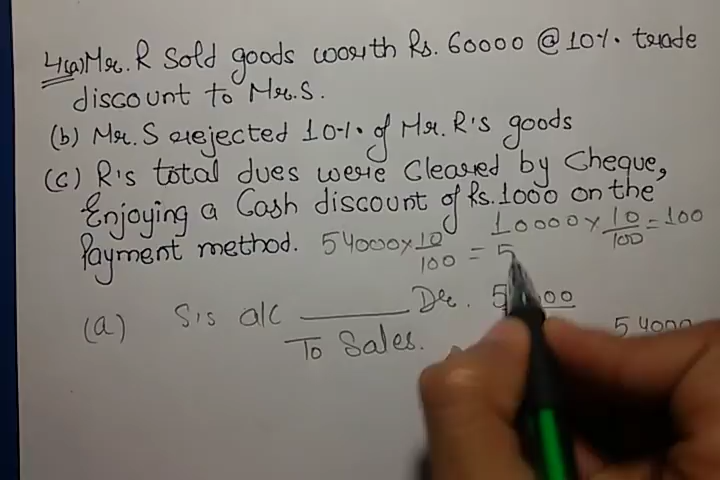 4(a) Mr. R Sold goods worth Rs. 60000 @ 10%. trade
discount to Mr. S.
(b) Mr. S rejected 10%. of Mr. R's goods
(c) R's total dues were Cleared by Cheque,
Enjoying a Cash discount of Rs. 1000 on the
Payment method. 54000 × 10/100 = 5
10000 × 10/100 = 100
(a) S's a/c ______ Dr.
To Sales. 54000